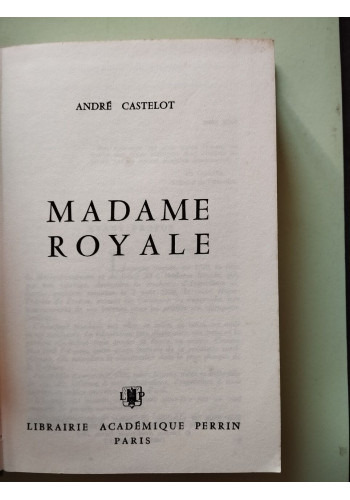 ANDRÉ CASTELOT
MADAME
ROYALE
L P
LIBRAIRIE ACADÉMIQUE PERRIN
PARIS